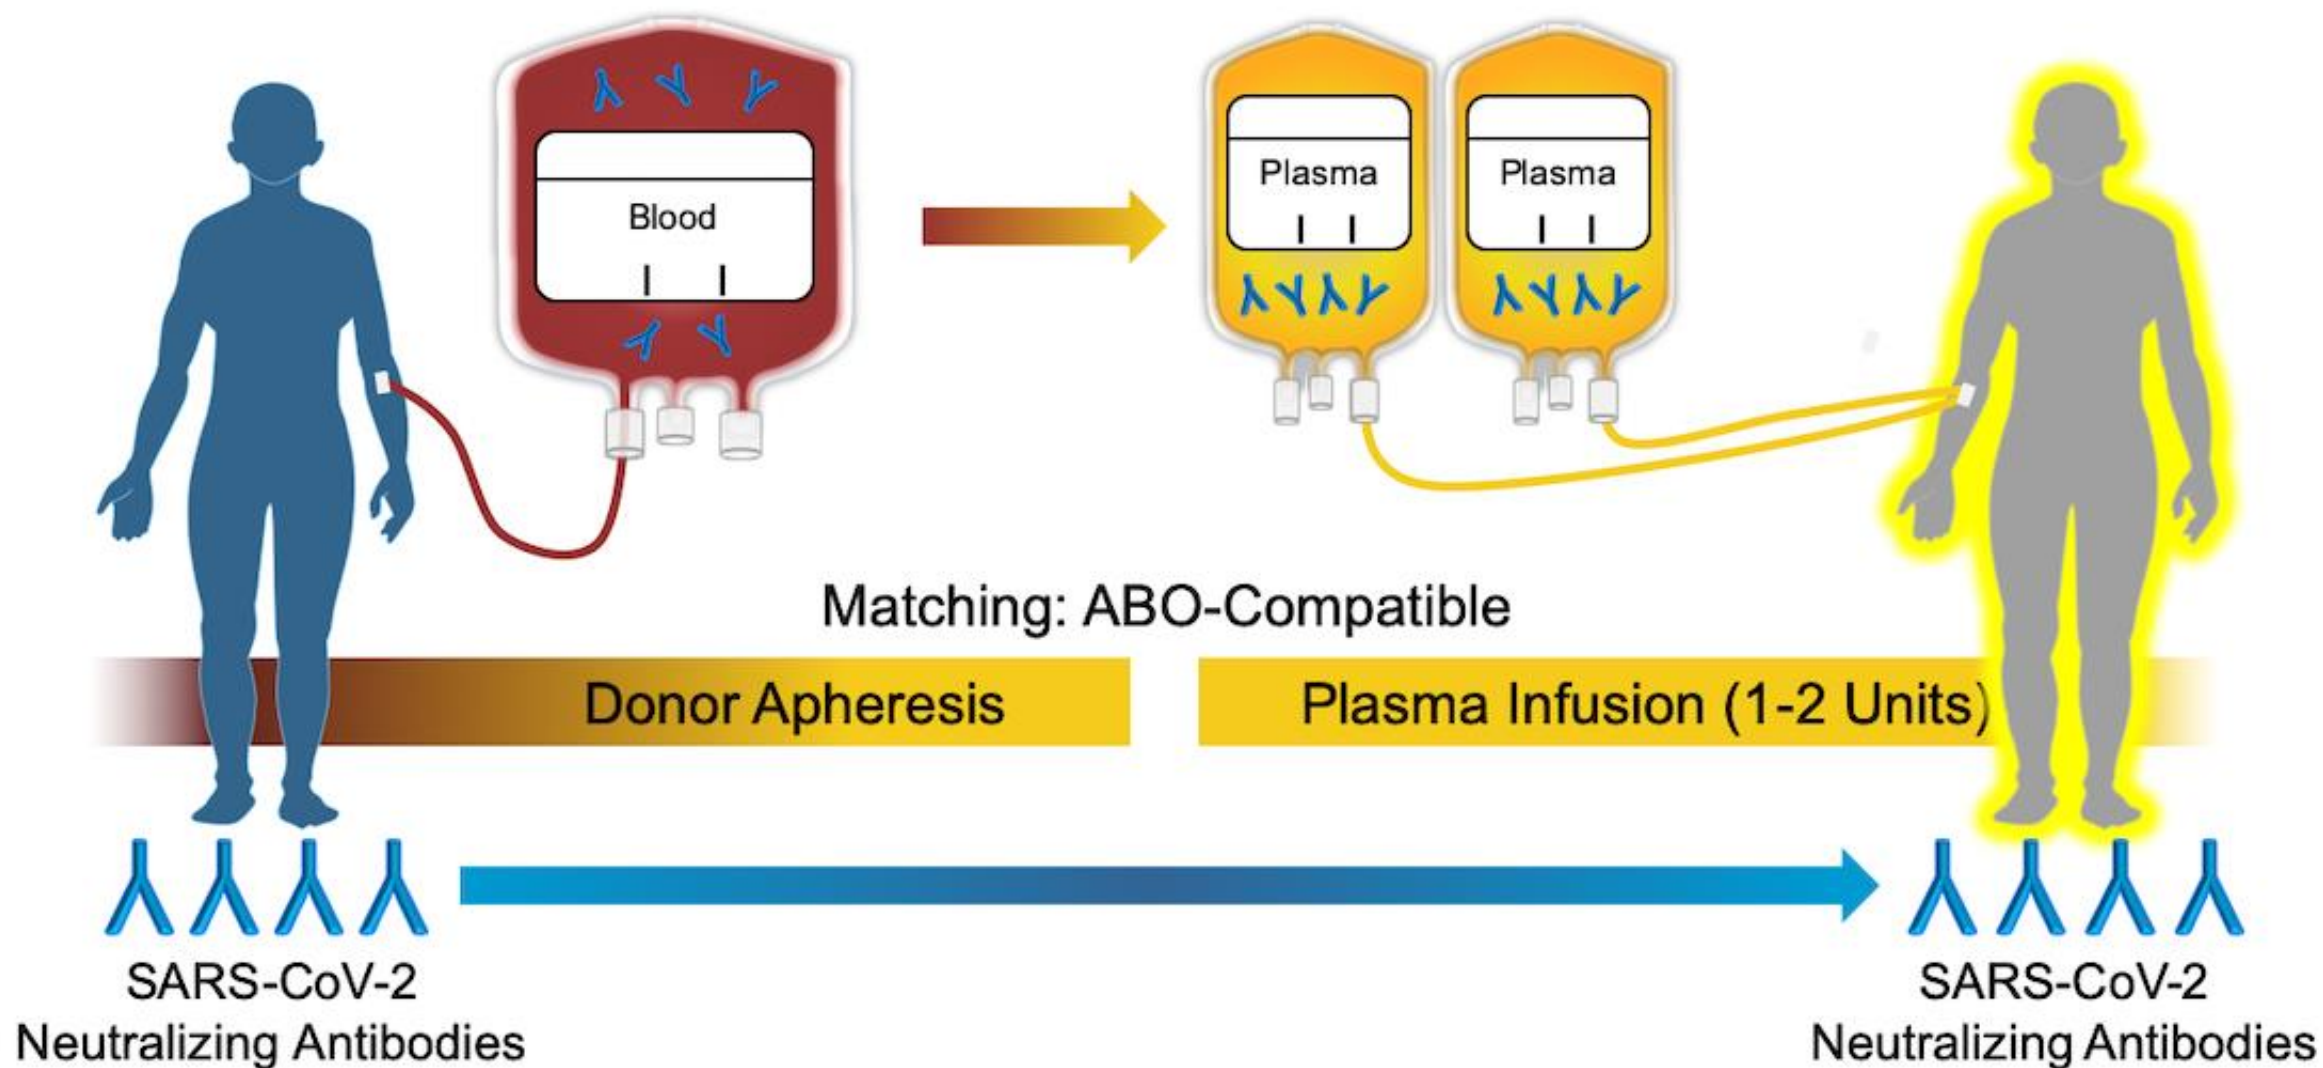 Blood
Plasma
Plasma
Matching: ABO-Compatible
Donor Apheresis
Plasma Infusion (1-2 Units)
SARS-CoV-2
Neutralizing Antibodies
SARS-CoV-2
Neutralizing Antibodies